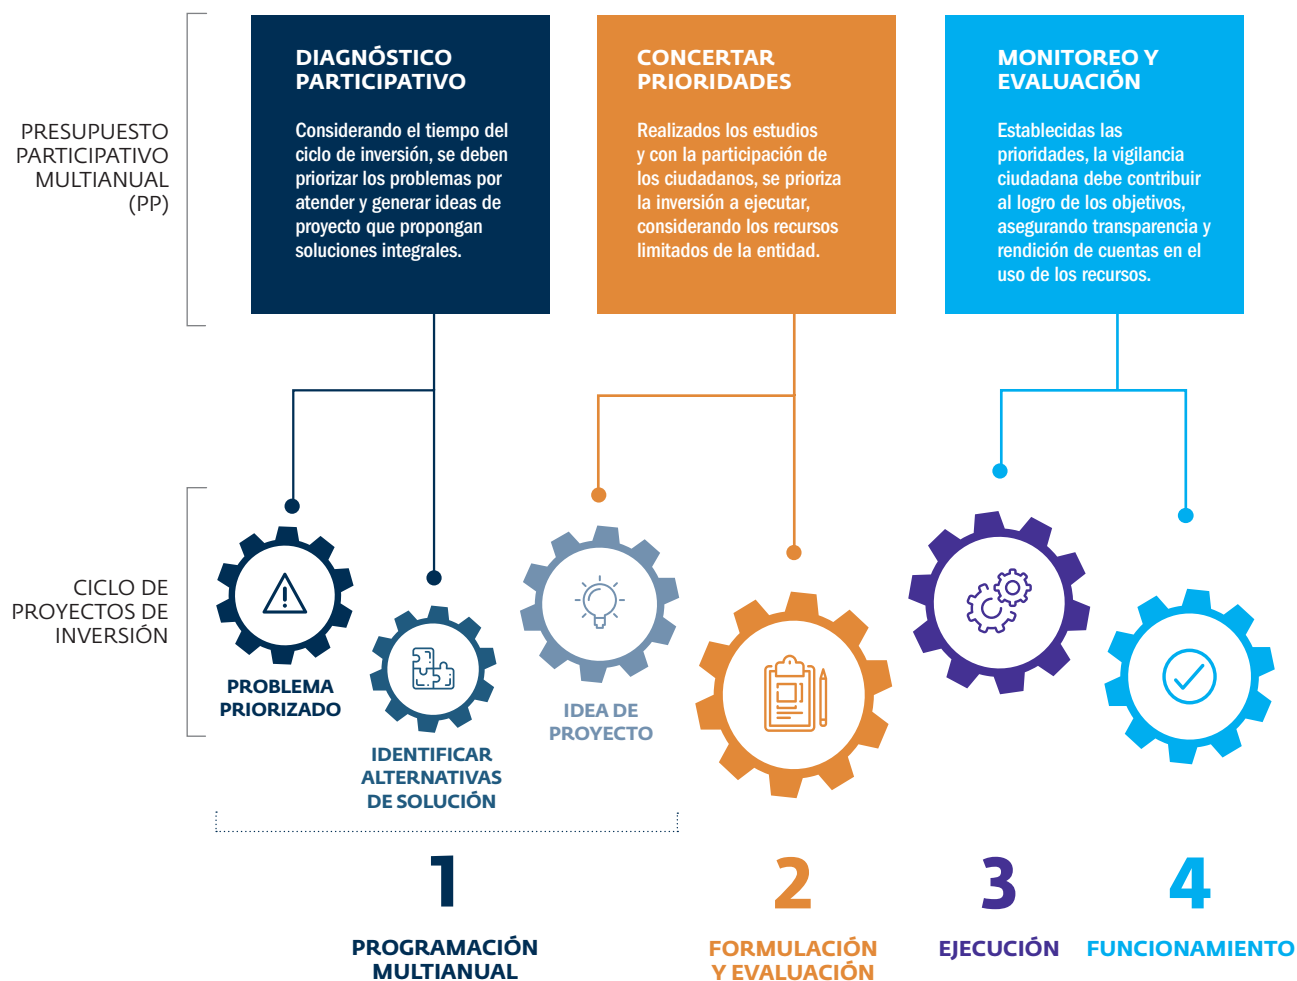 PRESUPUESTO
PARTICIPATIVO
MULTIANUAL
(PP)
DIAGNÓSTICO
PARTICIPATIVO
Considerando el tiempo del
ciclo de inversión, se deben
priorizar los problemas por
atender y generar ideas de
proyecto que propongan
soluciones integrales.
CONCERTAR
PRIORIDADES
Realizados los estudios
y con la participación de
los ciudadanos, se prioriza
la inversión a ejecutar,
considerando los recursos
limitados de la entidad.
MONITOREO Y
EVALUACIÓN
Establecidas las
prioridades, la vigilancia
ciudadana debe contribuir
al logro de los objetivos,
asegurando transparencia y
rendición de cuentas en el
uso de los recursos.
CICLO DE
PROYECTOS DE
INVERSIÓN
PROBLEMA
PRIORIZADO
IDENTIFICAR
ALTERNATIVAS
DE SOLUCIÓN
IDEA DE
PROYECTO
1
PROGRAMACIÓN
MULTIANUAL
2
FORMULACIÓN
Y EVALUACIÓN
3
EJECUCIÓN
4
FUNCIONAMIENTO